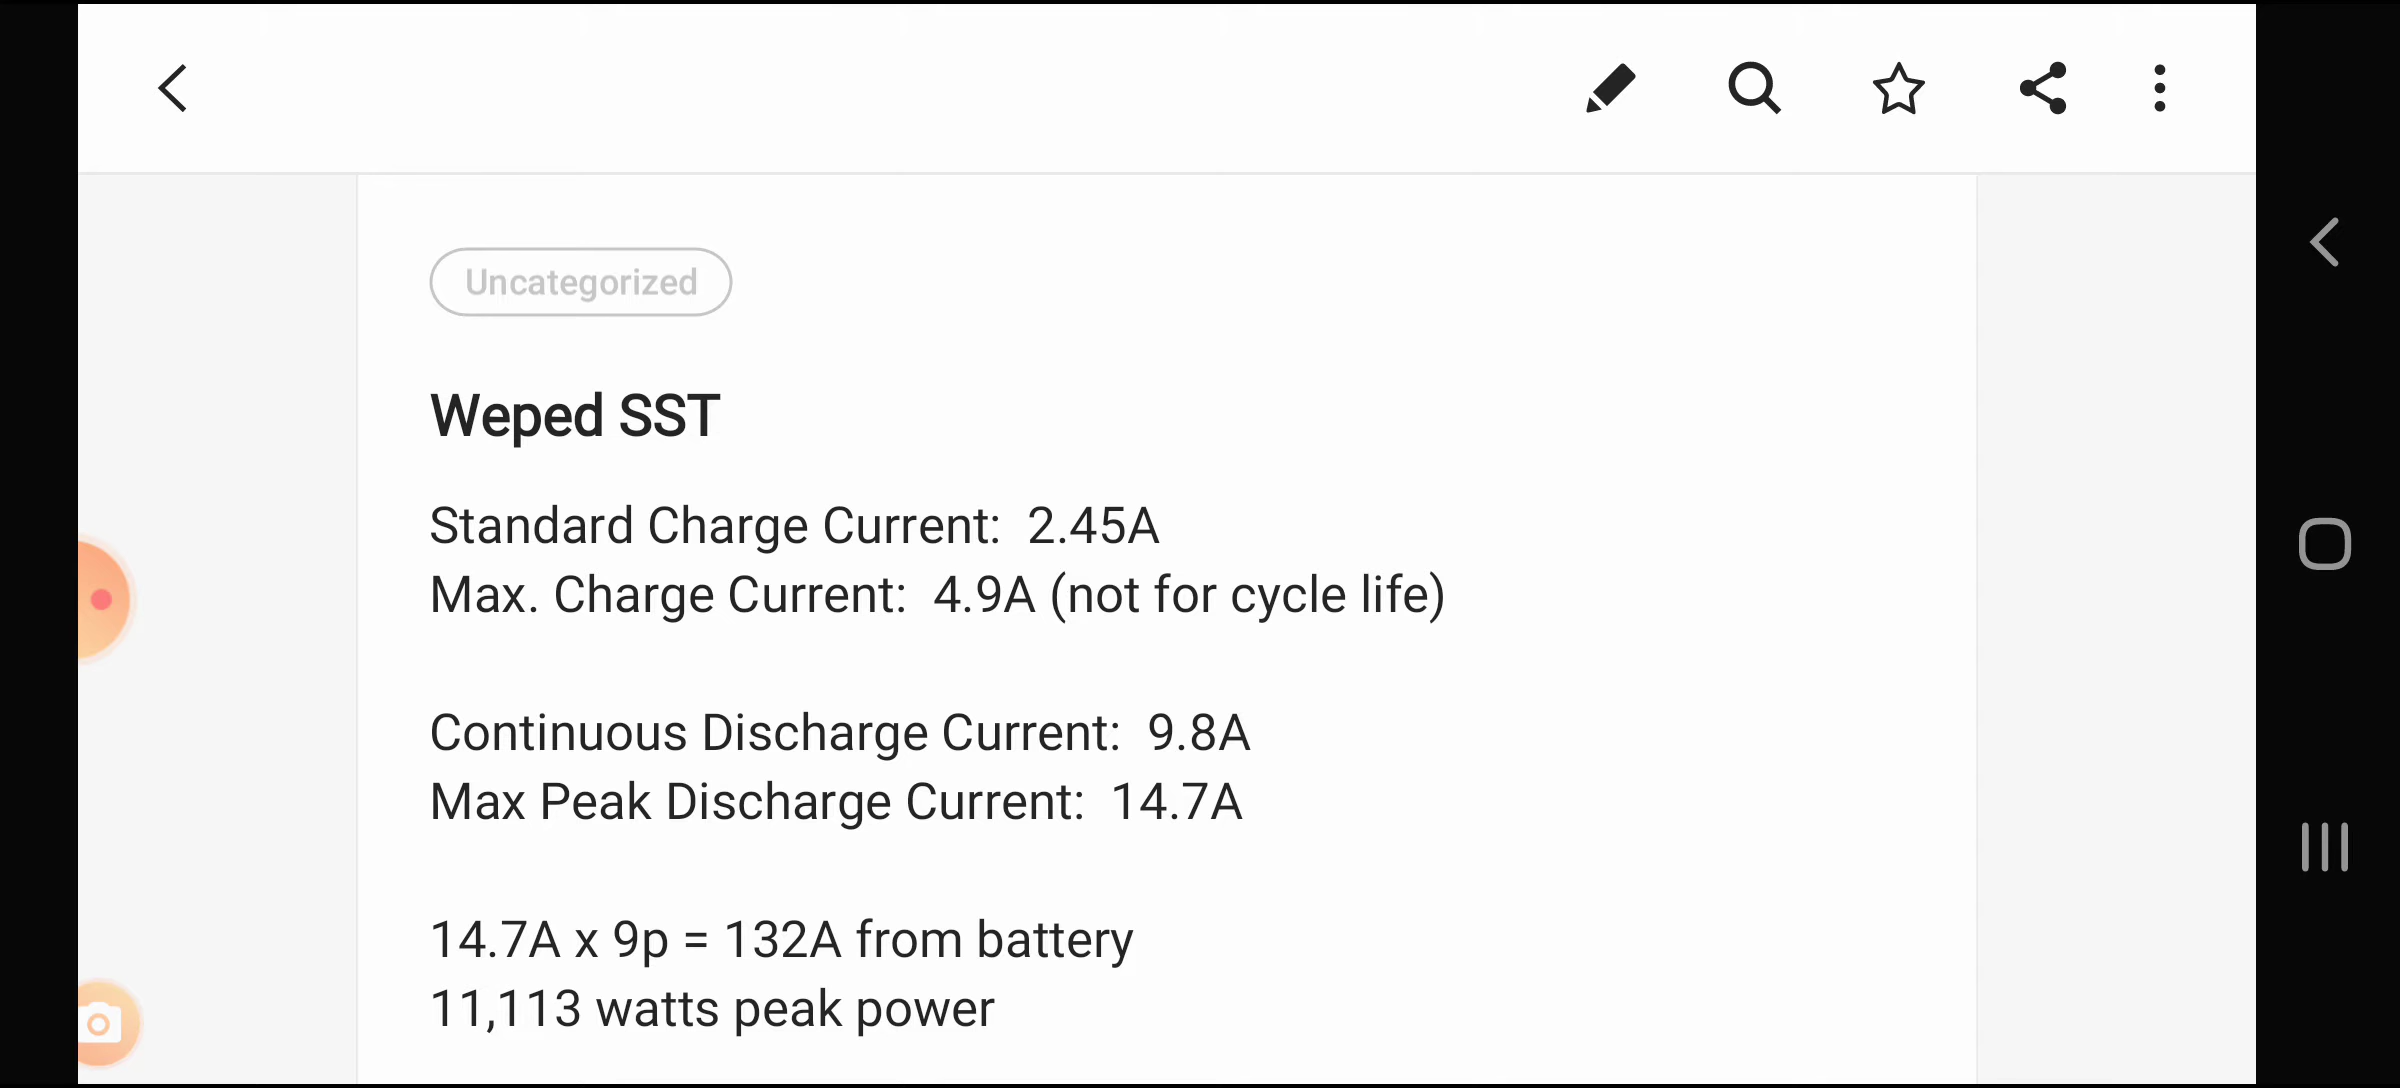 Uncategorized
Weped SST
Standard Charge Current: 2.45A
Max. Charge Current: 4.9A (not for cycle life)
Continuous Discharge Current: 9.8A
Max Peak Discharge Current: 14.7A
14.7A x 9p = 132A from battery
11,113 watts peak power